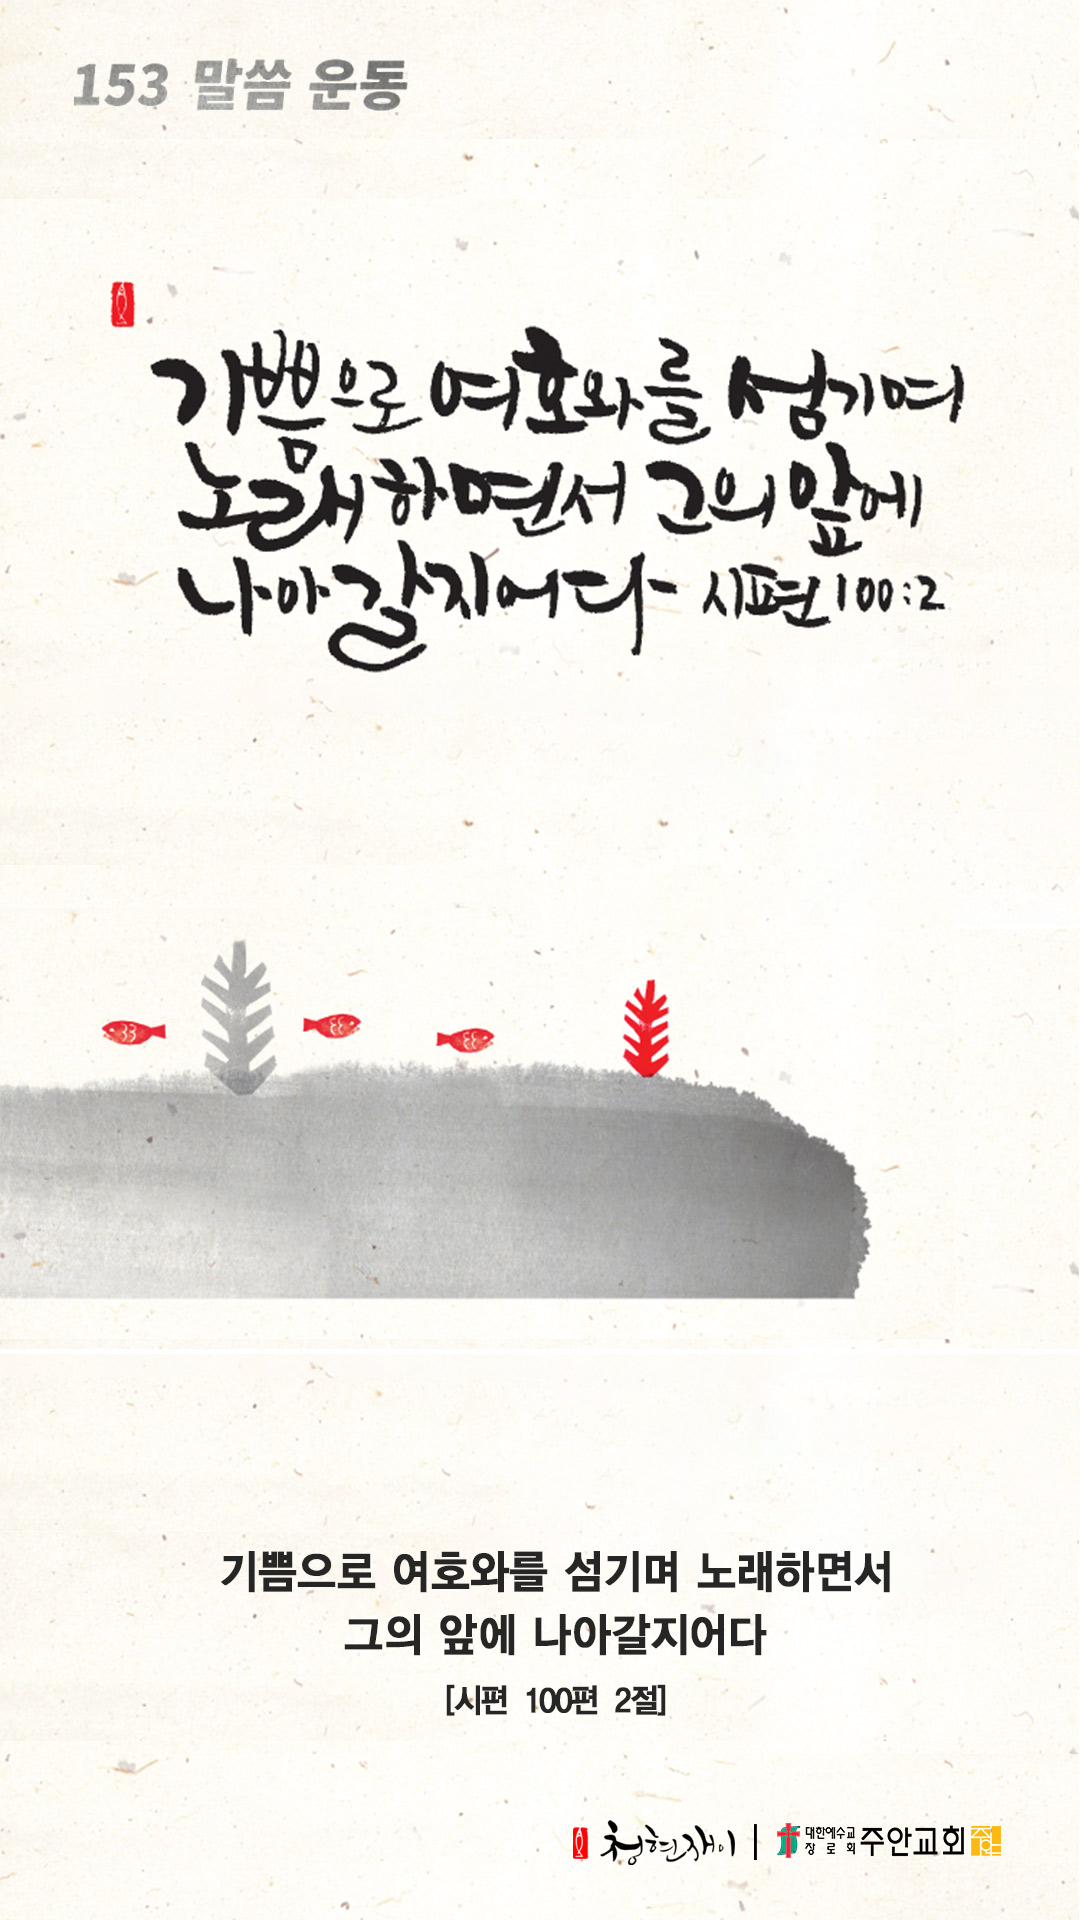 153 말씀 운동
기쁨으로 여호와를 섬기며
노래하면서 그의 앞에
나아갈지어다 시편 100:2
기쁨으로 여호와를 섬기며 노래하면서
그의 앞에 나아갈지어다
[시편 100편 2절]
청현재이 | 대한예수교 장로회 주안교회